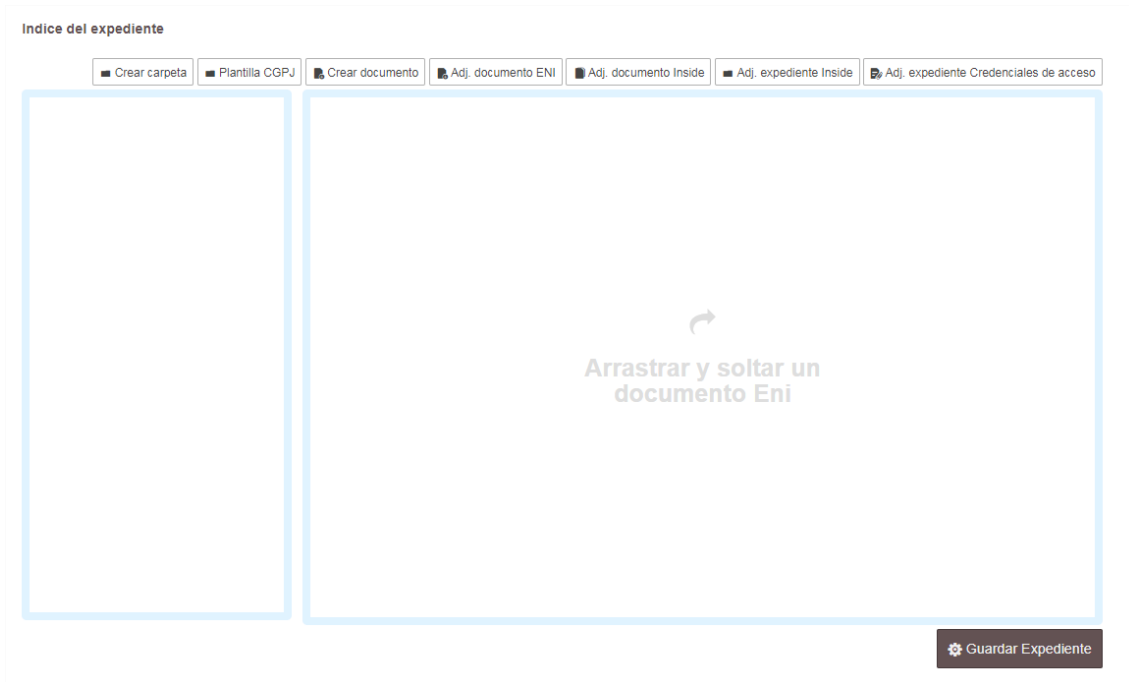 Indice del expediente
Crear carpeta Plantilla CGPJ Crear documento Adj. documento ENI Adj. documento Inside Adj. expediente Inside Adj. expediente Credenciales de acceso
Arrastrar y soltar un
documento Eni
Guardar Expediente